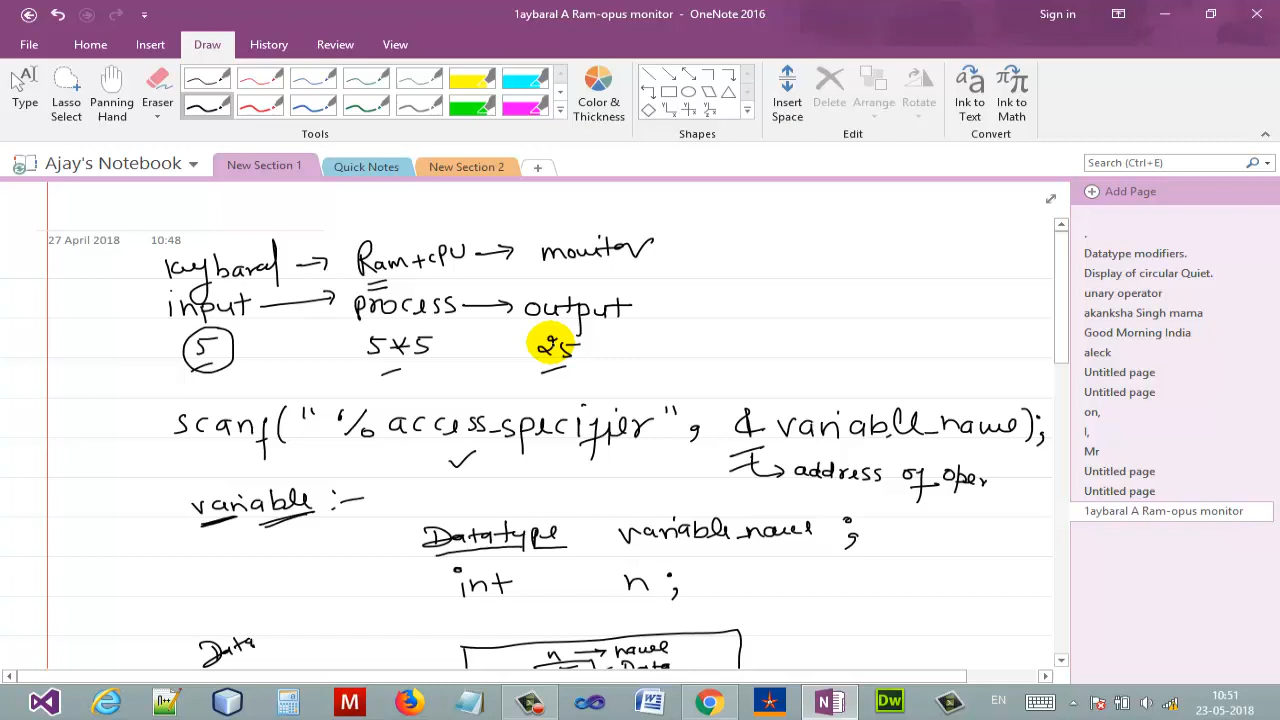 1aybaral A Ram-opus monitor - OneNote 2016
Sign in
File Home Insert Draw History Review View
Type
Lasso Select
Panning Hand
Eraser
Color & Thickness
Insert Space
Delete
Arrange
Rotate
Ink to Text
Ink to Math
Tools
Shapes
Edit
Convert
Ajay's Notebook
New Section 1
Quick Notes
New Section 2
Search (Ctrl+E)
Add Page
27 April 2018 10:48
keybarad → Ram+CPU → monitor
input → process → output
5 5*5 25
scanf(" % access_specifier ", & variable_name);
→ address of oper
variable :-
Datatype variable_name ;
int n ;
Data
n → name
Data
.
Datatype modifiers.
Display of circular Quiet.
unary operator
akanksha Singh mama
Good Morning India
aleck
Untitled page
Untitled page
on,
I,
Mr
Untitled page
Untitled page
1aybaral A Ram-opus monitor
M
Dw
N
EN
10:51
23-05-2018